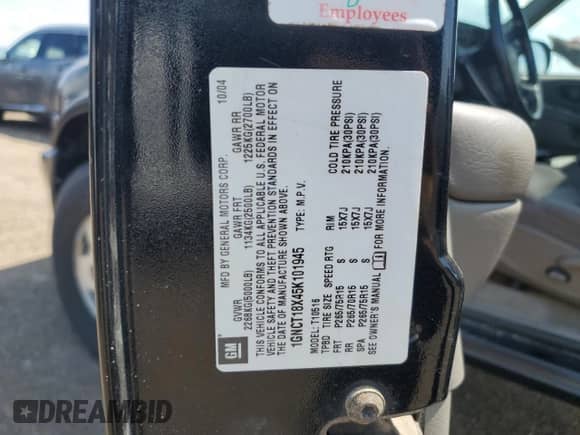 Employees
MFD BY GENERAL MOTORS CORP. 10/04
GVWR GAWR FRT GAWR RR
2268KG(5000LB) 1134KG(2500LB) 1225KG(2700LB)
THIS VEHICLE CONFORMS TO ALL APPLICABLE U.S. FEDERAL MOTOR
VEHICLE SAFETY AND THEFT PREVENTION STANDARDS IN EFFECT ON
THE DATE OF MANUFACTURE SHOWN ABOVE.
1GNCT18X45K101945 TYPE: M.P.V.
GM
MODEL: T10516
TPBD TIRE SIZE SPEED RTG RIM COLD TIRE PRESSURE
FRT P265/75R15 S 15X7J 210KPA(30PSI)
RR P265/75R15 S 15X7J 210KPA(30PSI)
SPA P265/75R15 S 15X7J 210KPA(30PSI)
SEE OWNER'S MANUAL FOR MORE INFORMATION.
DREAMBID